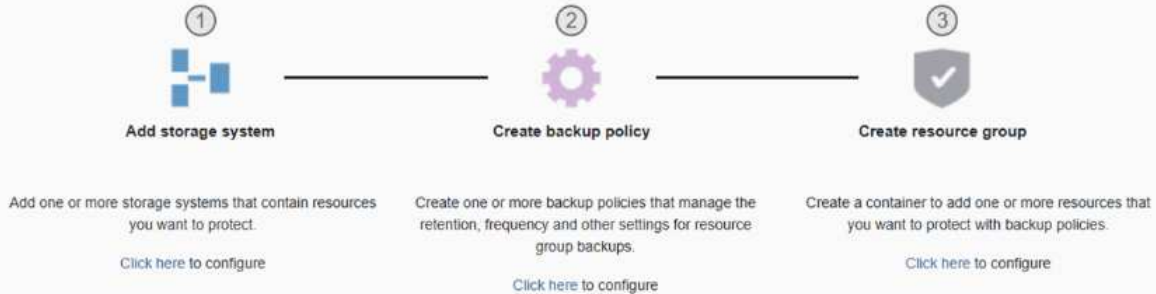 1
2
3
Add storage system
Create backup policy
Create resource group
Add one or more storage systems that contain resources
you want to protect.
Click here to configure
Create one or more backup policies that manage the
retention, frequency and other settings for resource
group backups.
Click here to configure
Create a container to add one or more resources that
you want to protect with backup policies.
Click here to configure